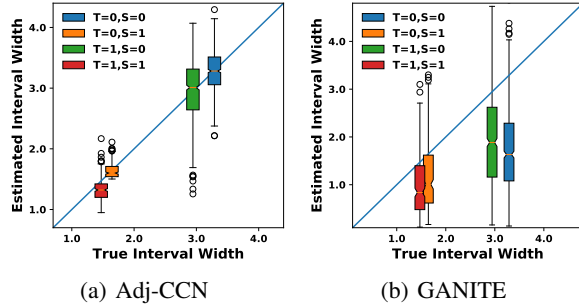 T=0,S=0
T=0,S=1
T=1,S=0
T=1,S=1
4.0
3.0
2.0
1.0
Estimated Interval Width
1.0 2.0 3.0 4.0
True Interval Width
(a) Adj-CCN
T=0,S=0
T=0,S=1
T=1,S=0
T=1,S=1
4.0
3.0
2.0
1.0
Estimated Interval Width
1.0 2.0 3.0 4.0
True Interval Width
(b) GANITE